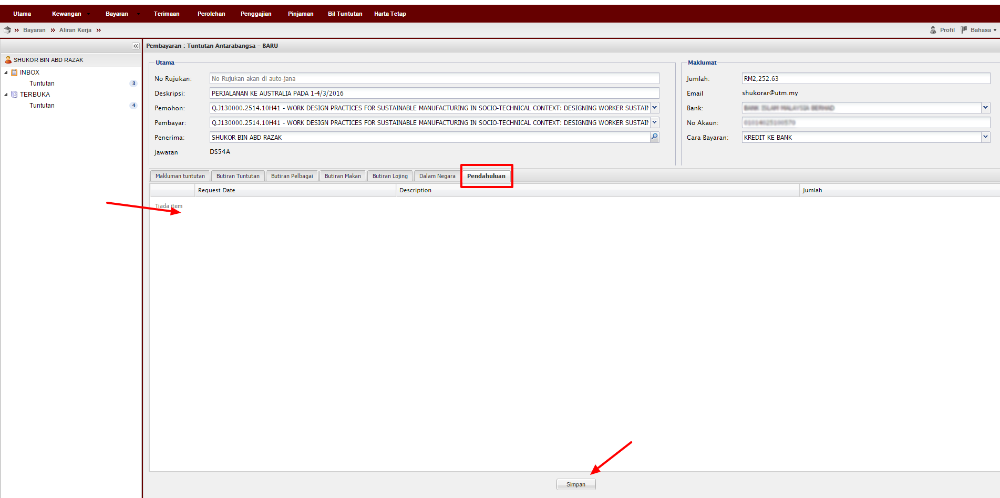 Utama Kewangan Bayaran Terimaan Perolehan Penggajian Pinjaman Bil Tuntutan Harta Tetap
» Bayaran » Aliran Kerja » Profil Bahasa
Pembayaran : Tuntutan Antarabangsa – BARU
SHUKOR BIN ABD RAZAK
INBOX
Tuntutan 3
TERBUKA
Tuntutan 4
Utama
No Rujukan: No Rujukan akan di auto-jana
Deskripsi: PERJALANAN KE AUSTRALIA PADA 1-4/3/2016
Pemohon: Q.J130000.2514.10H41 - WORK DESIGN PRACTICES FOR SUSTAINABLE MANUFACTURING IN SOCIO-TECHNICAL CONTEXT: DESIGNING WORKER SUSTAIN
Pembayar: Q.J130000.2514.10H41 - WORK DESIGN PRACTICES FOR SUSTAINABLE MANUFACTURING IN SOCIO-TECHNICAL CONTEXT: DESIGNING WORKER SUSTAIN
Penerima: SHUKOR BIN ABD RAZAK
Jawatan DS54A
Maklumat
Jumlah: RM2,252.63
Email shukorar@utm.my
Bank:
No Akaun:
Cara Bayaran: KREDIT KE BANK
Makluman tuntutan Butiran Tuntutan Butiran Pelbagai Butiran Makan Butiran Lojing Dalam Negara Pendahuluan
Request Date Description Jumlah
Tiada item
Simpan